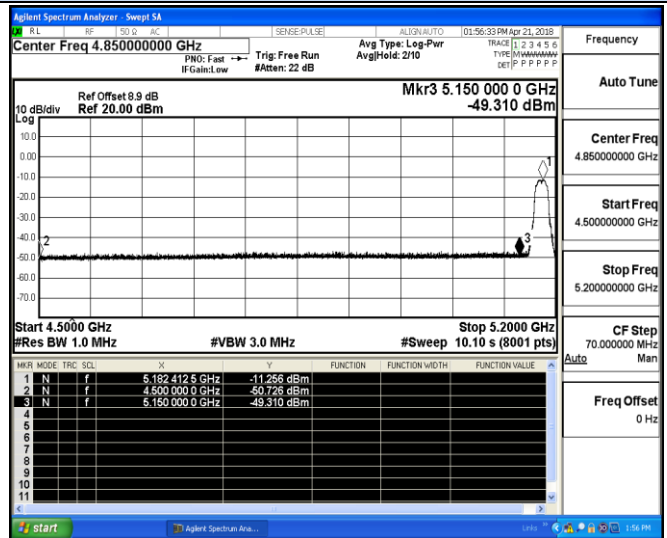 Agilent Spectrum Analyzer - Swept SA
RL RF 50 Ω AC SENSE:PULSE ALIGN AUTO 01:56:33 PM Apr 21, 2018
Center Freq 4.850000000 GHz
PNO: Fast
IFGain:Low
Trig: Free Run
#Atten: 22 dB
Avg Type: Log-Pwr
Avg|Hold: 2/10
TRACE 1 2 3 4 5 6
TYPE M W W W W W
DET P P P P P P
Ref Offset 8.9 dB
10 dB/div Ref 20.00 dBm
Mkr3 5.150 000 0 GHz
-49.310 dBm
Log
10.0
0.00
-10.0
-20.0
-30.0
-40.0
-50.0
-60.0
-70.0
1
2
3
Start 4.5000 GHz Stop 5.2000 GHz
#Res BW 1.0 MHz #VBW 3.0 MHz #Sweep 10.10 s (8001 pts)
MKR MODE TRC SCL X Y FUNCTION FUNCTION WIDTH FUNCTION VALUE
1 N f 5.182 412 5 GHz -11.256 dBm
2 N f 4.500 000 0 GHz -50.726 dBm
3 N f 5.150 000 0 GHz -49.310 dBm
4
5
6
7
8
9
10
11
Frequency
Auto Tune
Center Freq
4.850000000 GHz
Start Freq
4.500000000 GHz
Stop Freq
5.200000000 GHz
CF Step
70.000000 MHz
Auto Man
Freq Offset
0 Hz
start Agilent Spectrum Ana... Links 1:56 PM